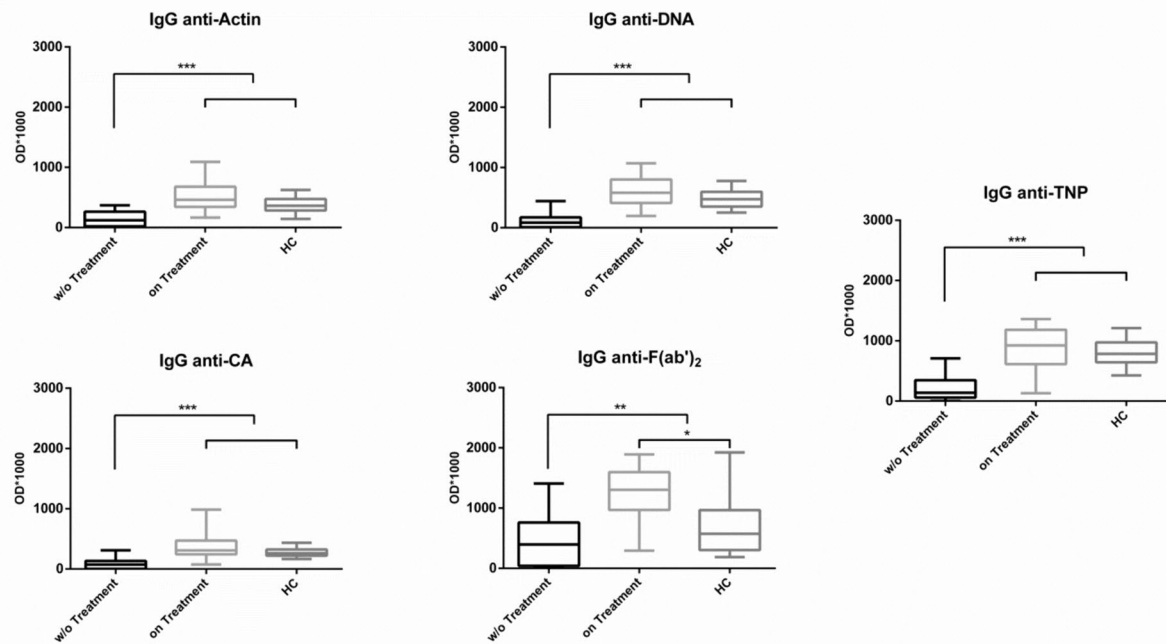 IgG anti-Actin
3000
2000
1000
0
OD*1000
***
w/o Treatment
on Treatment
HC
IgG anti-DNA
3000
2000
1000
0
OD*1000
***
w/o Treatment
on Treatment
HC
IgG anti-TNP
3000
2000
1000
0
OD*1000
***
w/o Treatment
on Treatment
HC
IgG anti-CA
3000
2000
1000
0
OD*1000
***
w/o Treatment
on Treatment
HC
IgG anti-F(ab')₂
3000
2000
1000
0
OD*1000
**
*
w/o Treatment
on Treatment
HC